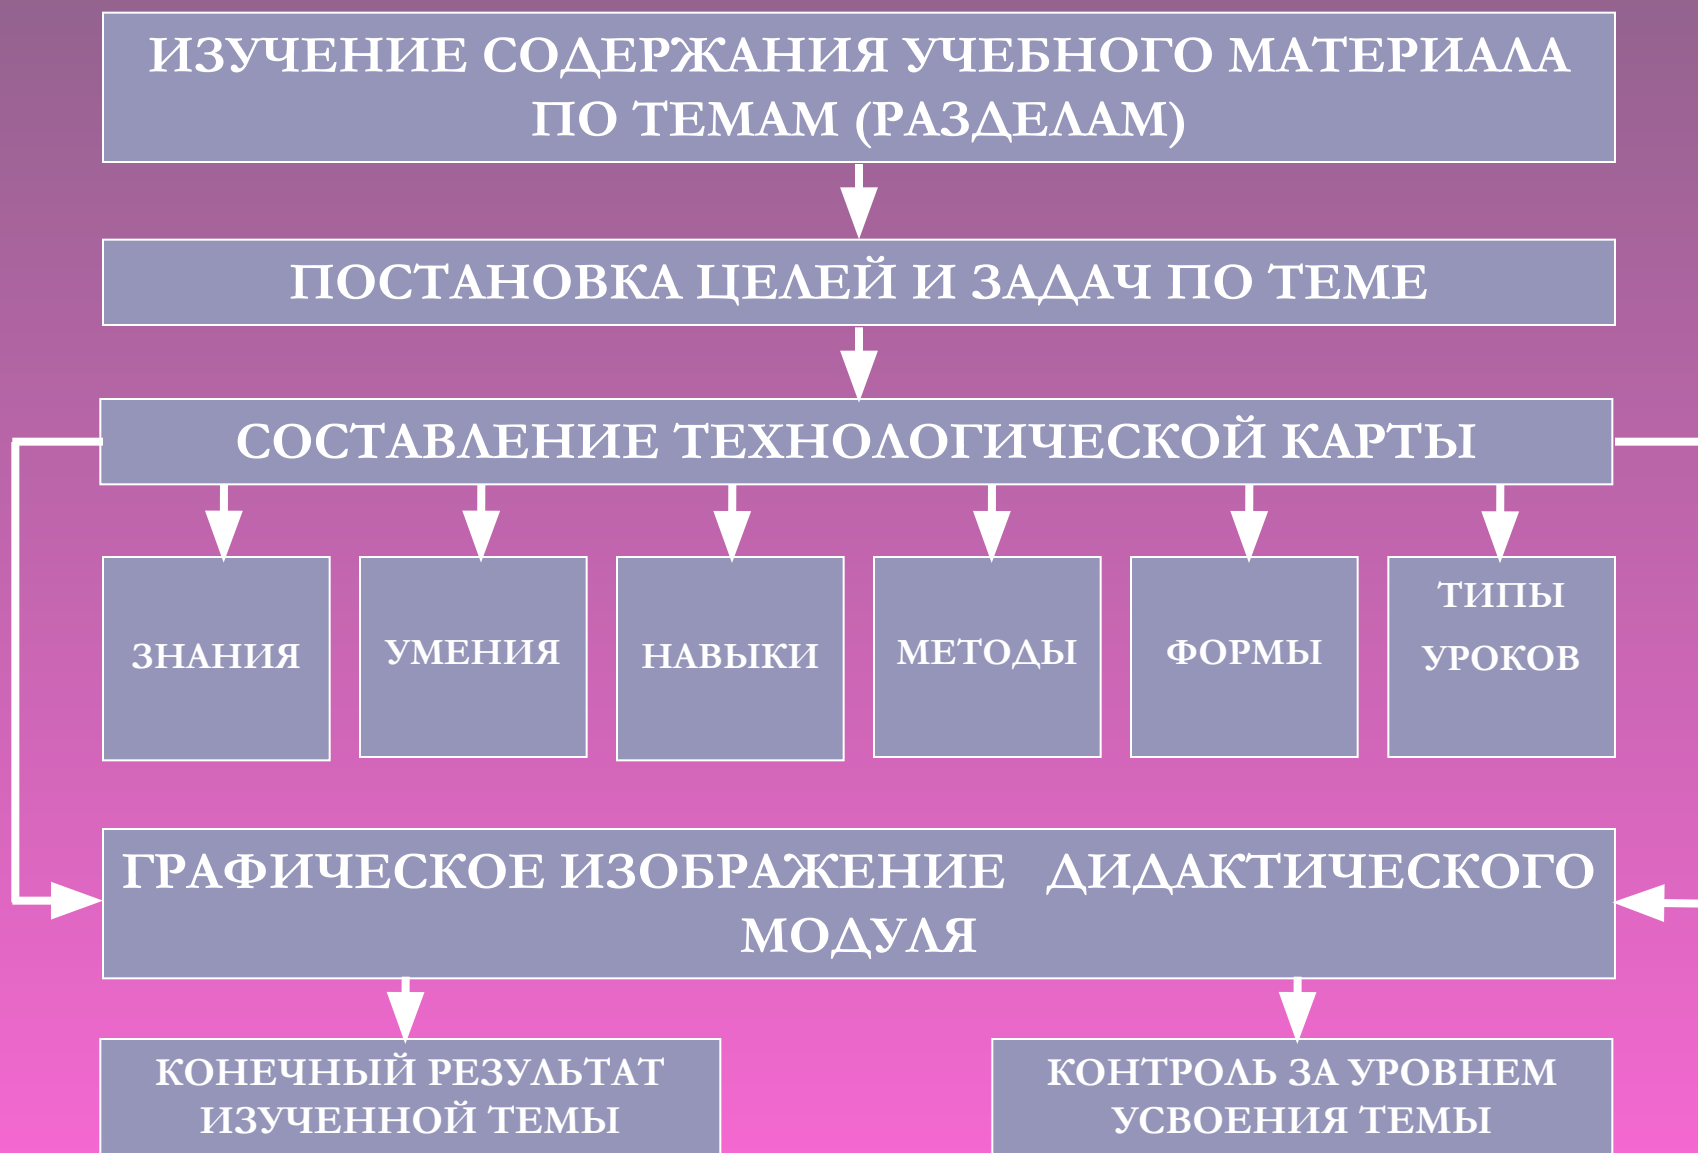 ИЗУЧЕНИЕ СОДЕРЖАНИЯ УЧЕБНОГО МАТЕРИАЛА
ПО ТЕМАМ (РАЗДЕЛАМ)
ПОСТАНОВКА ЦЕЛЕЙ И ЗАДАЧ ПО ТЕМЕ
СОСТАВЛЕНИЕ ТЕХНОЛОГИЧЕСКОЙ КАРТЫ
ЗНАНИЯ
УМЕНИЯ
НАВЫКИ
МЕТОДЫ
ФОРМЫ
ТИПЫ
УРОКОВ
ГРАФИЧЕСКОЕ ИЗОБРАЖЕНИЕ ДИДАКТИЧЕСКОГО
МОДУЛЯ
КОНЕЧНЫЙ РЕЗУЛЬТАТ
ИЗУЧЕННОЙ ТЕМЫ
КОНТРОЛЬ ЗА УРОВНЕМ
УСВОЕНИЯ ТЕМЫ